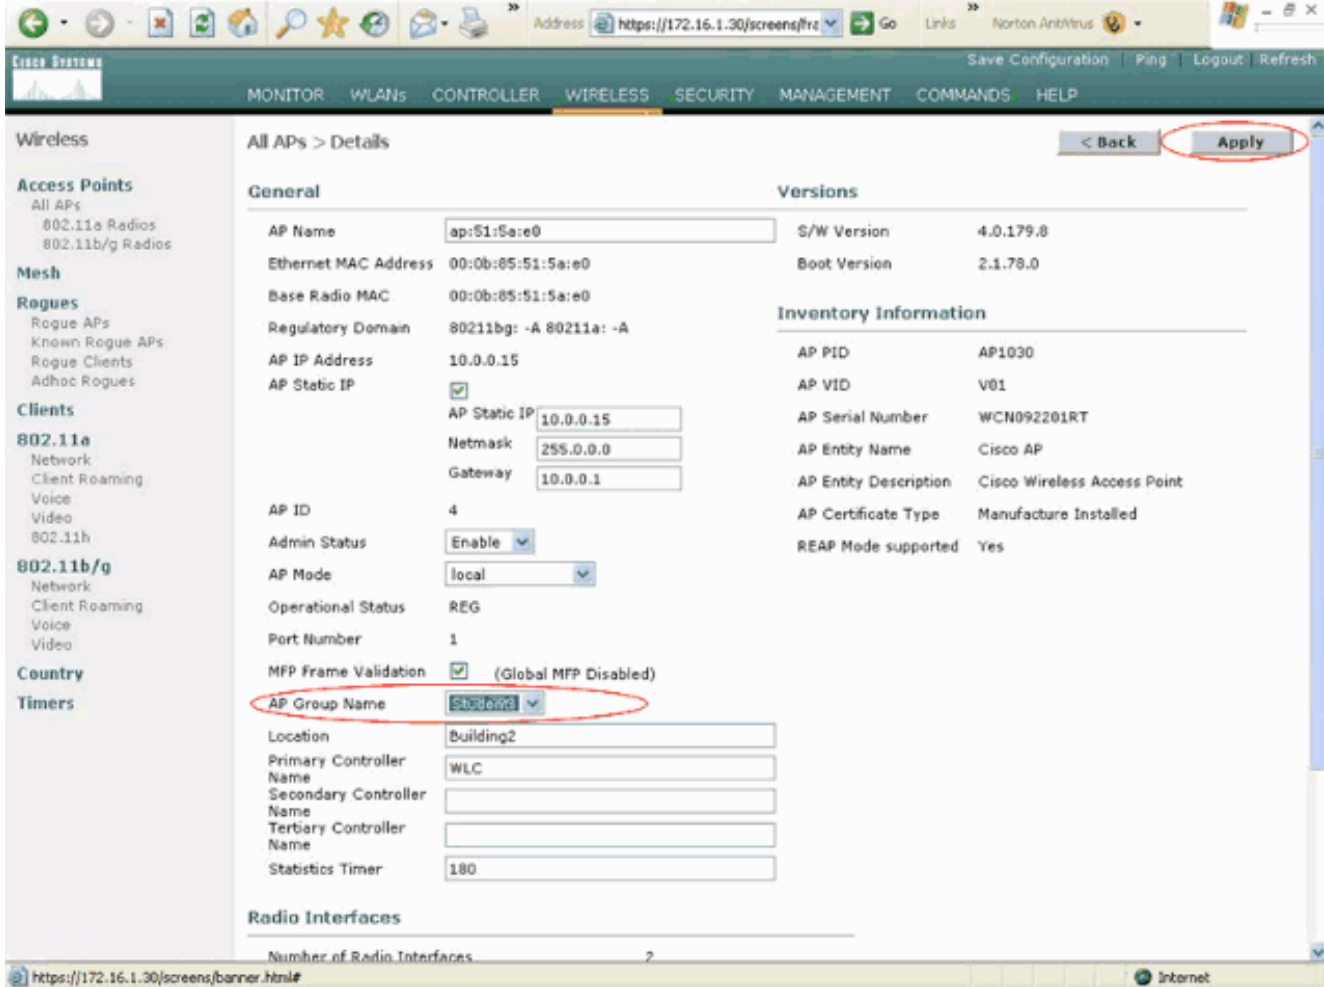 Address https://172.16.1.30/screens/fra Go Links » Norton AntiVirus
CISCO SYSTEMS
Save Configuration | Ping | Logout | Refresh
MONITOR WLANs CONTROLLER WIRELESS SECURITY MANAGEMENT COMMANDS HELP
Wireless
Access Points
All APs
802.11a Radios
802.11b/g Radios
Mesh
Rogues
Rogue APs
Known Rogue APs
Rogue Clients
Adhoc Rogues
Clients
802.11a
Network
Client Roaming
Voice
Video
802.11h
802.11b/g
Network
Client Roaming
Voice
Video
Country
Timers
All APs > Details
< Back
Apply
General
AP Name ap:51:5a:e0
Ethernet MAC Address 00:0b:85:51:5a:e0
Base Radio MAC 00:0b:85:51:5a:e0
Regulatory Domain 80211bg: -A 80211a: -A
AP IP Address 10.0.0.15
AP Static IP
AP Static IP 10.0.0.15
Netmask 255.0.0.0
Gateway 10.0.0.1
AP ID 4
Admin Status Enable
AP Mode local
Operational Status REG
Port Number 1
MFP Frame Validation (Global MFP Disabled)
AP Group Name
Location Building2
Primary Controller
Name WLC
Secondary Controller
Name
Tertiary Controller
Name
Statistics Timer 180
Radio Interfaces
Number of Radio Interfaces 2
Versions
S/W Version 4.0.179.8
Boot Version 2.1.78.0
Inventory Information
AP PID AP1030
AP VID V01
AP Serial Number WCN092201RT
AP Entity Name Cisco AP
AP Entity Description Cisco Wireless Access Point
AP Certificate Type Manufacture Installed
REAP Mode supported Yes
https://172.16.1.30/screens/banner.html#
Internet